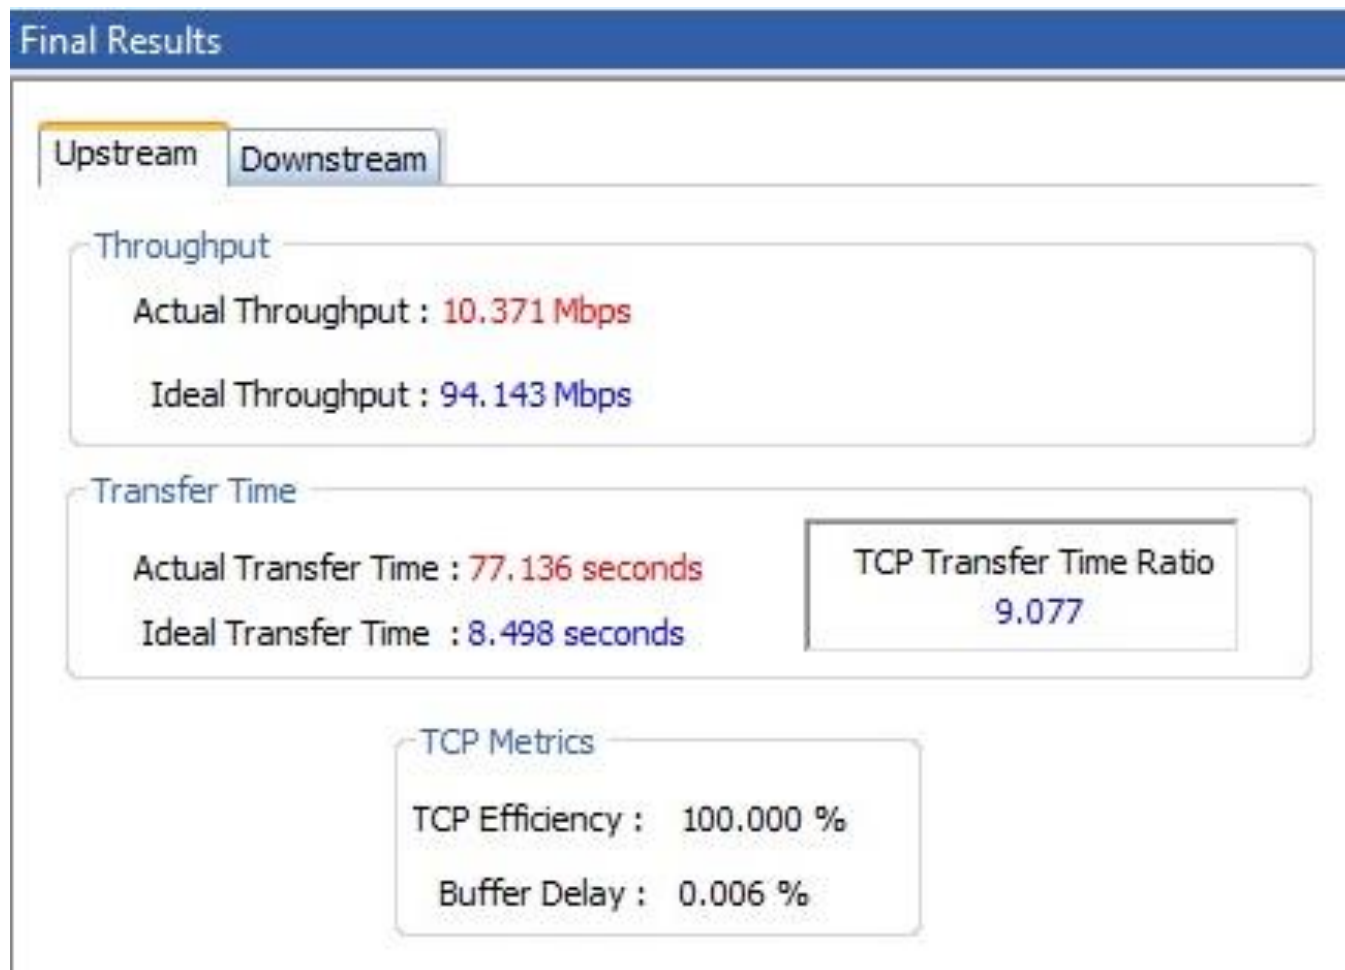 Final Results
Upstream
Downstream
Throughput
Actual Throughput : 10.371 Mbps
Ideal Throughput : 94.143 Mbps
Transfer Time
Actual Transfer Time : 77.136 seconds
Ideal Transfer Time : 8.498 seconds
TCP Transfer Time Ratio
9.077
TCP Metrics
TCP Efficiency : 100.000 %
Buffer Delay : 0.006 %